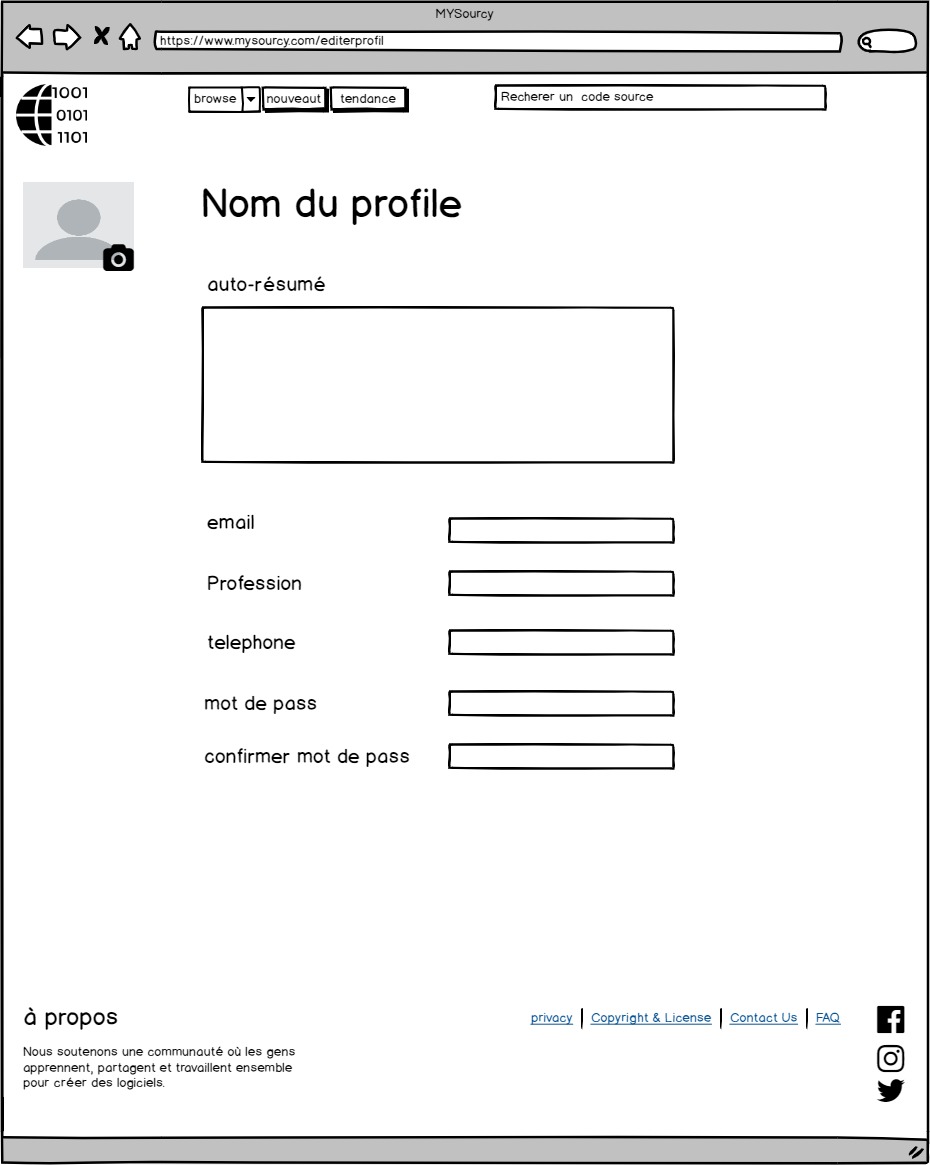 MYSourcy
https://www.mysourcy.com/editerprofil
1001
0101
1101
browse nouveaut tendance
Recherer un code source
Nom du profile
auto-résumé
email
Profession
telephone
mot de pass
confirmer mot de pass
à propos
privacy Copyright & License Contact Us FAQ
Nous soutenons une communauté où les gens
apprennent, partagent et travaillent ensemble
pour créer des logiciels.